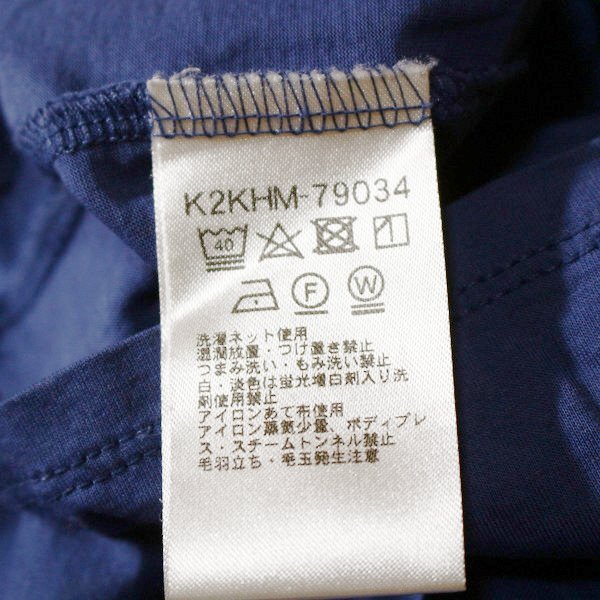 K2KHM-79034
40
F W
洗濯ネット使用
湿潤放置・つけ置き禁止
つまみ洗い・もみ洗い禁止
白・淡色は蛍光増白剤入り洗
剤使用禁止
アイロンあて布使用
アイロン蒸気少量、ボディプレ
ス・スチームトンネル禁止
毛羽立ち・毛玉発生注意